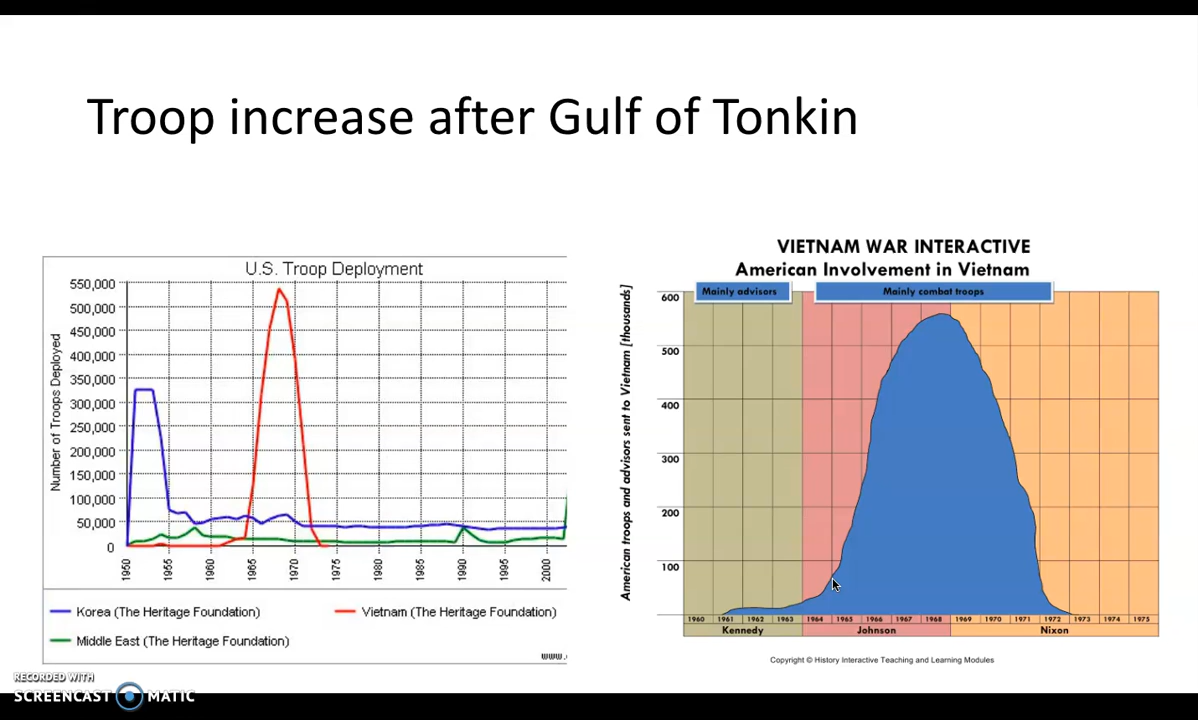 Troop increase after Gulf of Tonkin
U.S. Troop Deployment
Number of Troops Deployed
550,000
500,000
450,000
400,000
350,000
300,000
250,000
200,000
150,000
100,000
50,000
0
1950
1955
1960
1965
1970
1975
1980
1985
1990
1995
2000
Korea (The Heritage Foundation)
Vietnam (The Heritage Foundation)
Middle East (The Heritage Foundation)
www.
VIETNAM WAR INTERACTIVE
American Involvement in Vietnam
Mainly advisors
Mainly combat troops
American troops and advisors sent to Vietnam [thousands]
600
500
400
300
200
100
1960 1961 1962 1963 1964 1965 1966 1967 1968 1969 1970 1971 1972 1973 1974 1975
Kennedy Johnson Nixon
Copyright © History Interactive Teaching and Learning Modules
RECORDED WITH
SCREENCAST MATIC